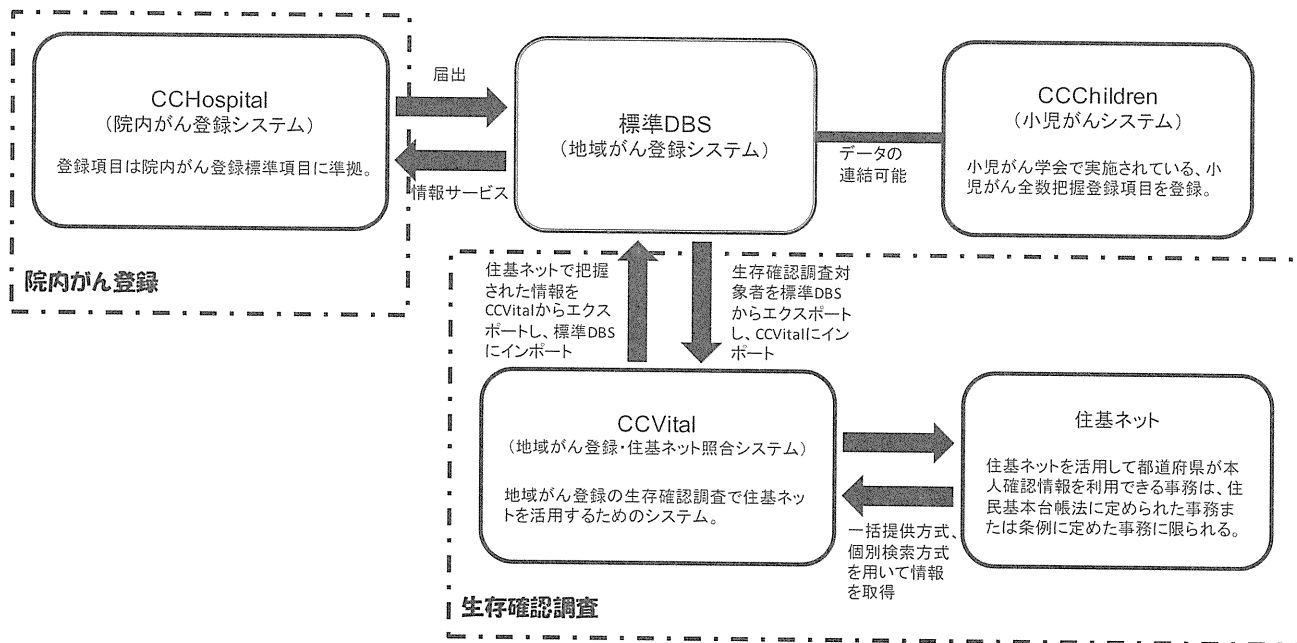 CCHospital
(院内がん登録システム)
登録項目は院内がん登録標準項目に準拠。
院内がん登録
届出
情報サービス
標準DBS
(地域がん登録システム)
データの
連結可能
CCChildren
(小児がんシステム)
小児がん学会で実施されている、小
児がん全数把握登録項目を登録。
住基ネットで把握
された情報を
CCVitalからエクス
ポートし、標準DBS
にインポート
生存確認調査対
象者を標準DBS
からエクスポート
し、CCVitalにイン
ポート
CCVital
(地域がん登録・住基ネット照合システム)
地域がん登録の生存確認調査で住基ネッ
トを活用するためのシステム。
一括提供方式、
個別検索方式
を用いて情報
を取得
住基ネット
住基ネットを活用して都道府県が本
人確認情報を利用できる事務は、住
民基本台帳法に定められた事務ま
たは条例に定めた事務に限られる。
生存確認調査